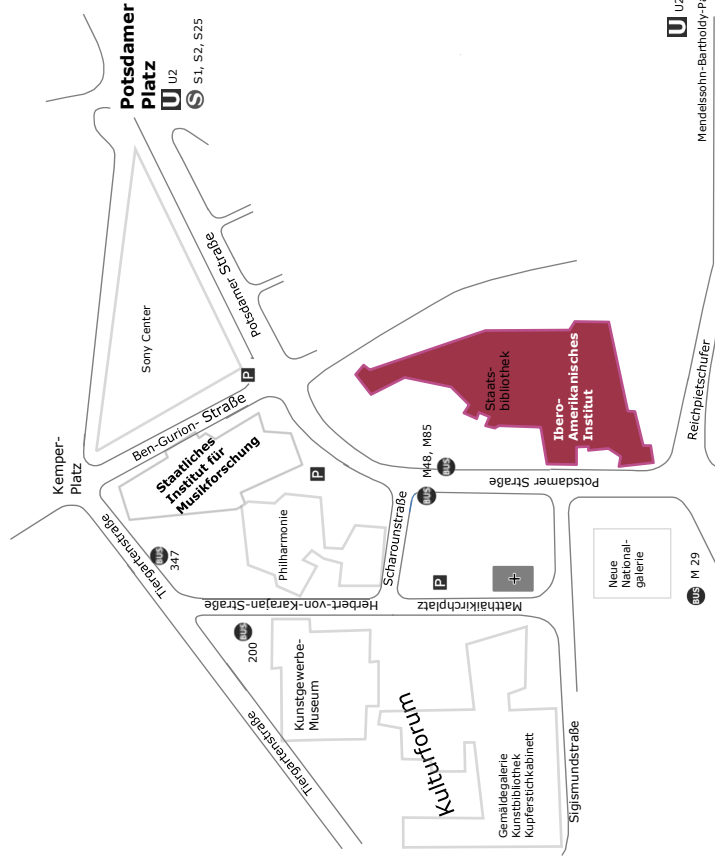 Potsdamer
Platz
U U2
S S1, S2, S25
U U2
Mendelssohn-Bartholdy-Pa
Sony Center
Potsdamer Straße
Potsdamer Straße
P
Ben-Gurion- Straße
Kemper-
Platz
Staatliches
Institut für
Musikforschung
P
Philharmonie
Tiergartenstraße
BUS
347
Scharounstraße
BUS
BUS
M48, M85
Staats-
bibliothek
Ibero-
Amerikanisches
Institut
Potsdamer Straße
Reichpietschufer
Herbert-von-Karajan-Straße
P
Matthäikirchplatz
Neue
National-
galerie
BUS
M 29
BUS
200
Kunstgewerbe-
Museum
Tiergartenstraße
Kulturforum
Gemäldegalerie
Kunstbibliothek
Kupferstichkabinett
Sigismundstraße